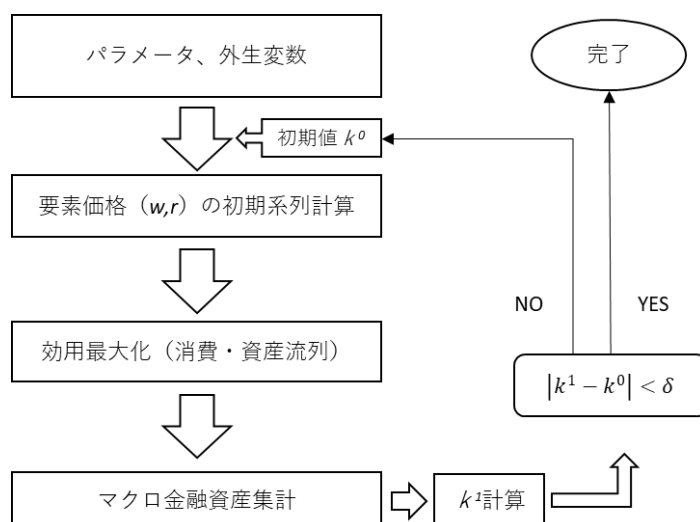 パラメータ、外生変数
完了
初期値 k⁰
要素価格（w,r）の初期系列計算
NO
YES
効用最大化（消費・資産流列）
|k¹ − k⁰| < δ
マクロ金融資産集計
k¹計算